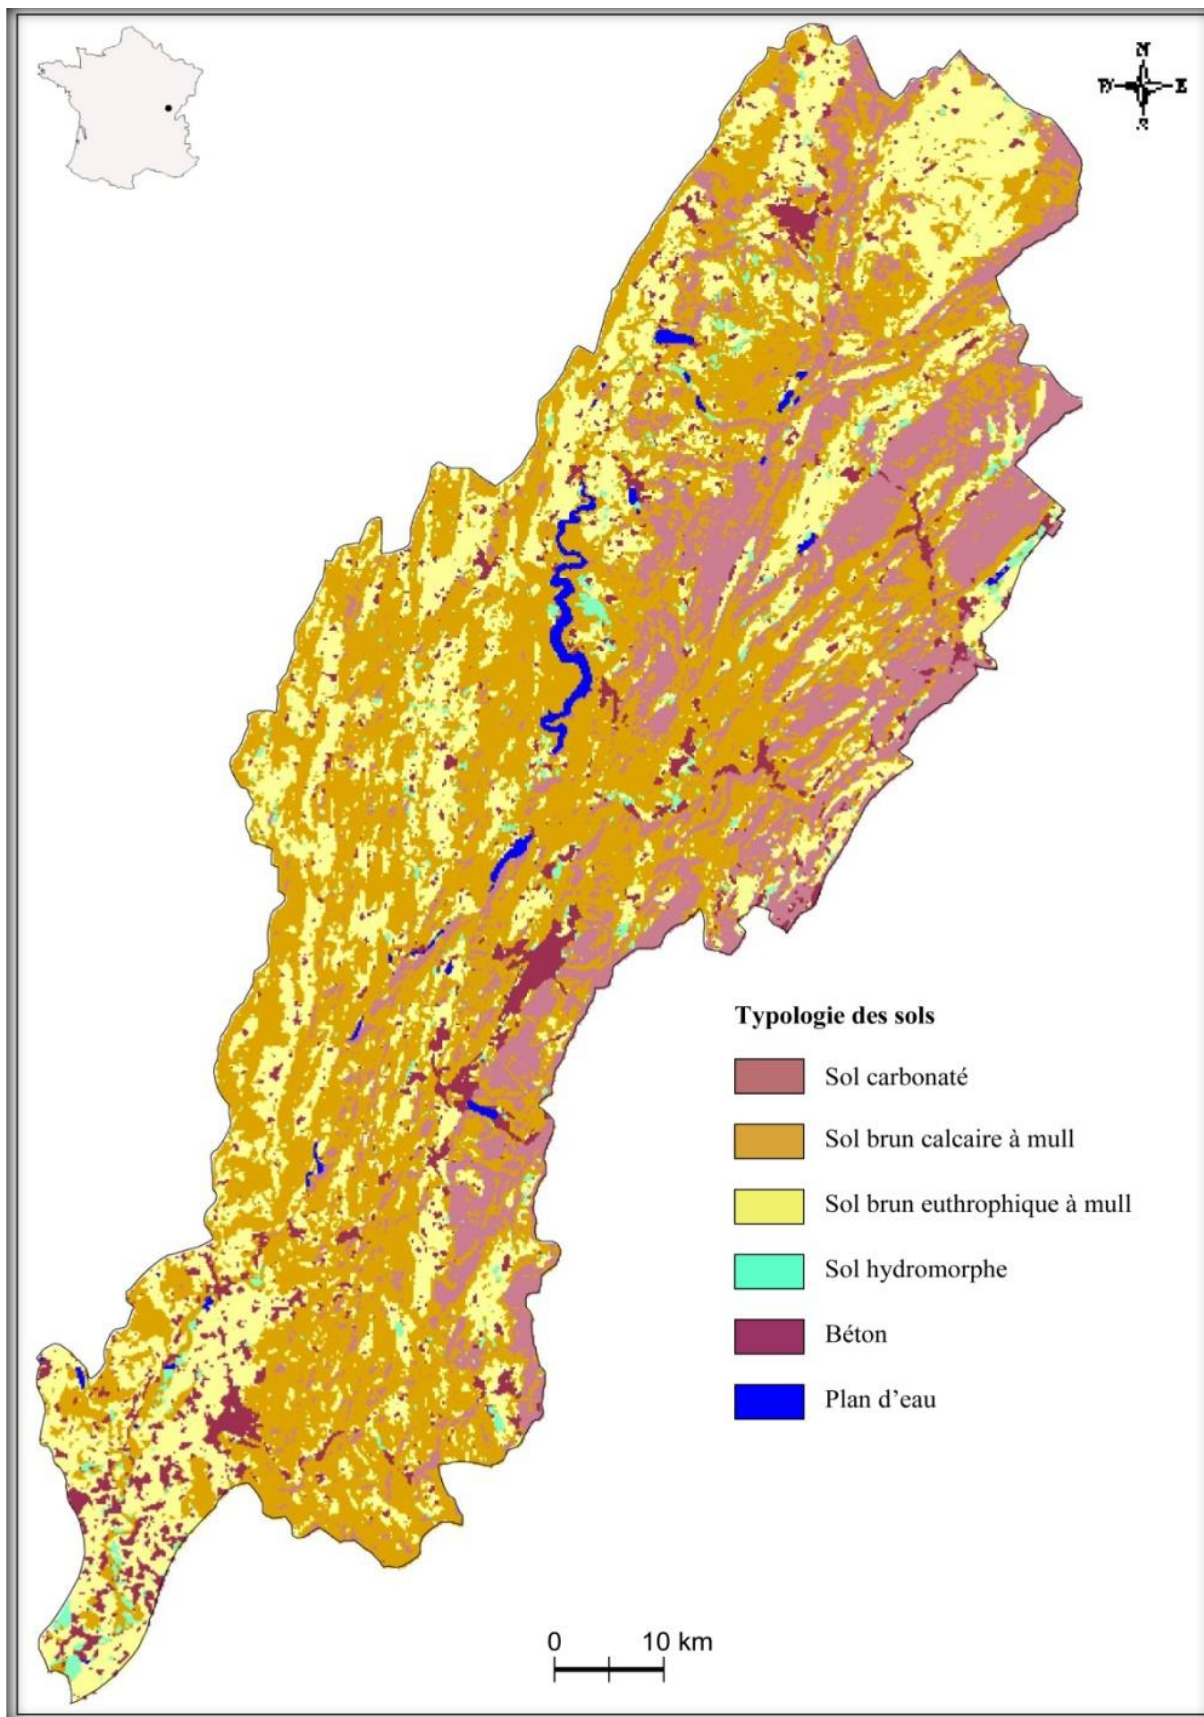 N
W
E
S
Typologie des sols
Sol carbonaté
Sol brun calcaire à mull
Sol brun euthrophique à mull
Sol hydromorphe
Béton
Plan d’eau
0 10 km